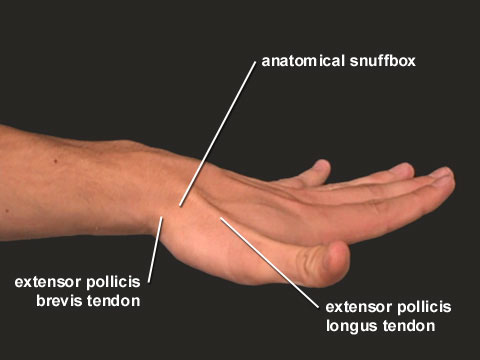 anatomical snuffbox
extensor pollicis
brevis tendon
extensor pollicis
longus tendon